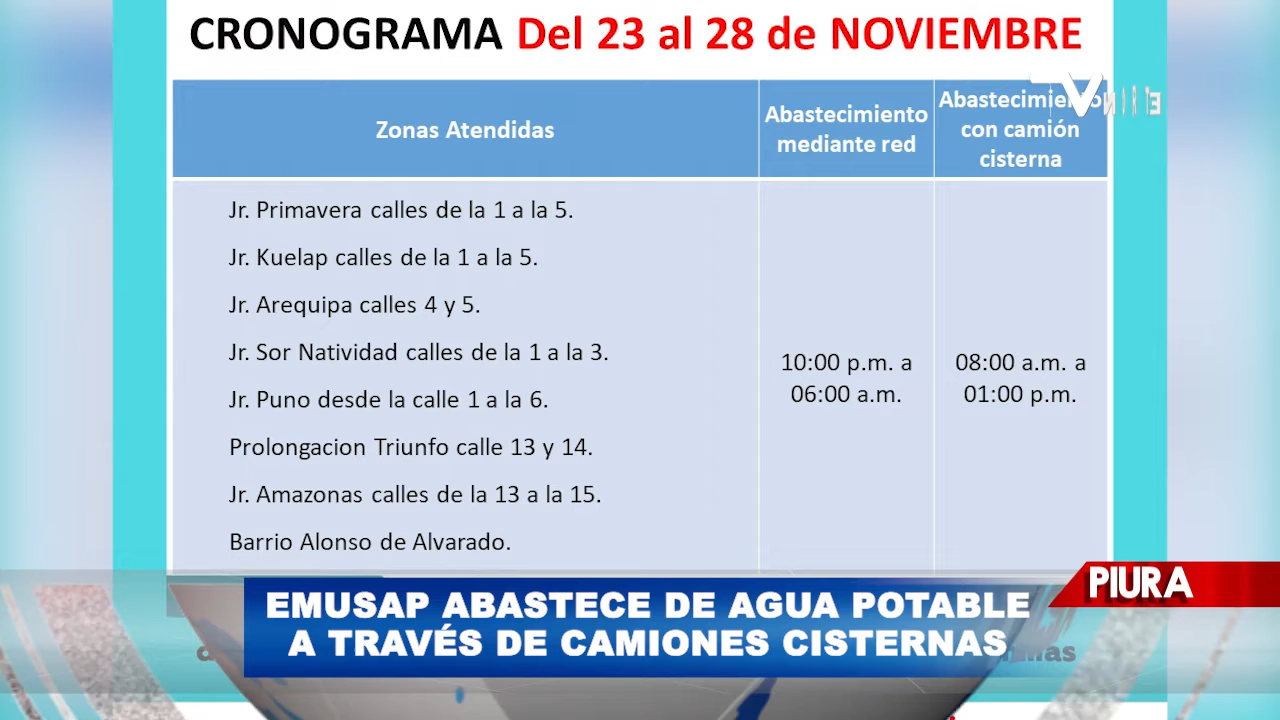 CRONOGRAMA Del 23 al 28 de NOVIEMBRE
Zonas Atendidas
Abastecimiento
mediante red
Abastecimiento
con camión
cisterna
Jr. Primavera calles de la 1 a la 5.
Jr. Kuelap calles de la 1 a la 5.
Jr. Arequipa calles 4 y 5.
Jr. Sor Natividad calles de la 1 a la 3.
Jr. Puno desde la calle 1 a la 6.
Prolongacion Triunfo calle 13 y 14.
Jr. Amazonas calles de la 13 a la 15.
Barrio Alonso de Alvarado.
10:00 p.m. a
06:00 a.m.
08:00 a.m. a
01:00 p.m.
PIURA
EMUSAP ABASTECE DE AGUA POTABLE
A TRAVÉS DE CAMIONES CISTERNAS